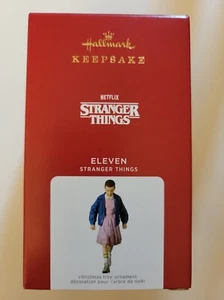 Hallmark
KEEPSAKE
NETFLIX
STRANGER
THINGS
ELEVEN
STRANGER THINGS
christmas tree ornament
décoration pour l'arbre de noël